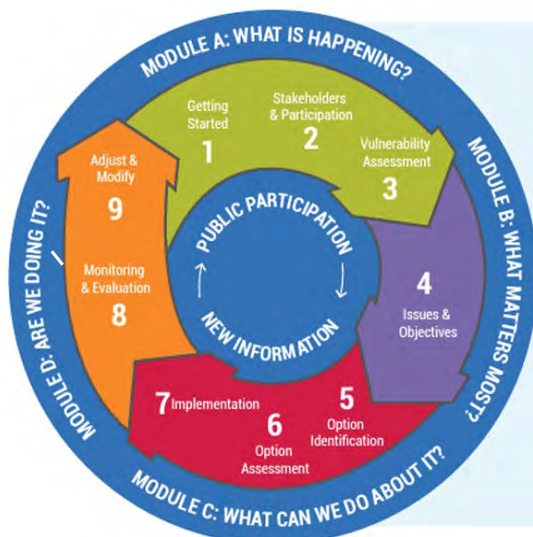 MODULE A: WHAT IS HAPPENING?
Getting
Started
1
Stakeholders
& Participation
2
Vulnerability
Assessment
3
MODULE B: WHAT MATTERS MOST?
4
Issues &
Objectives
MODULE C: WHAT CAN WE DO ABOUT IT?
5
Option
Identification
6
Option
Assessment
7 Implementation
MODULE D: ARE WE DOING IT?
Monitoring
& Evaluation
8
Adjust &
Modify
9
PUBLIC PARTICIPATION
NEW INFORMATION